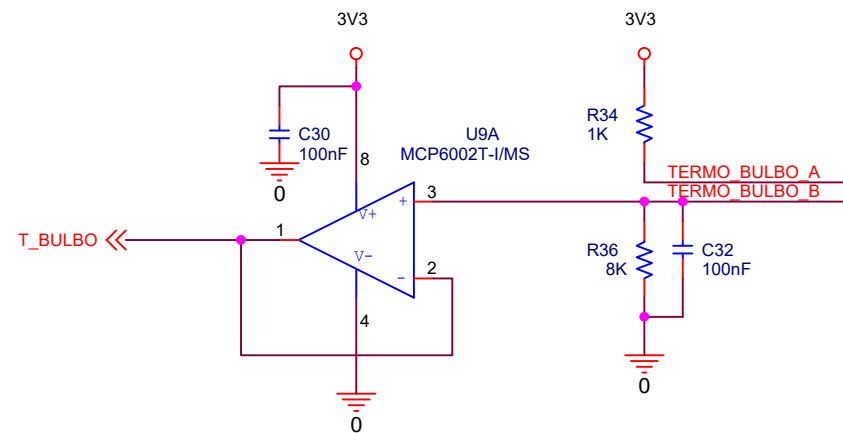 3V3
3V3
C30
100nF
8
U9A
MCP6002T-I/MS
R34
1K
TERMO_BULBO_A
TERMO_BULBO_B
0
3
+
V+
1
T_BULBO
V-
-
2
R36
8K
C32
100nF
4
0
0